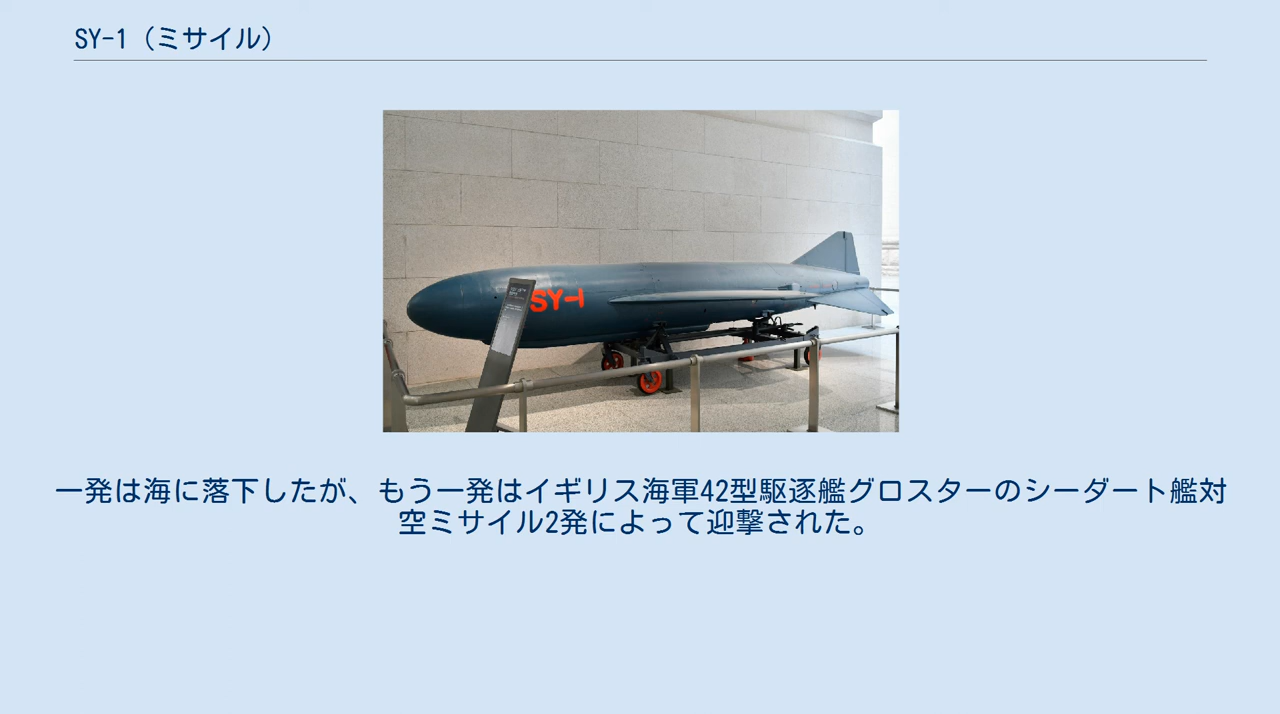 SY-1（ミサイル）
SY-1
一発は海に落下したが、もう一発はイギリス海軍42型駆逐艦グロスターのシーダート艦対
空ミサイル2発によって迎撃された。